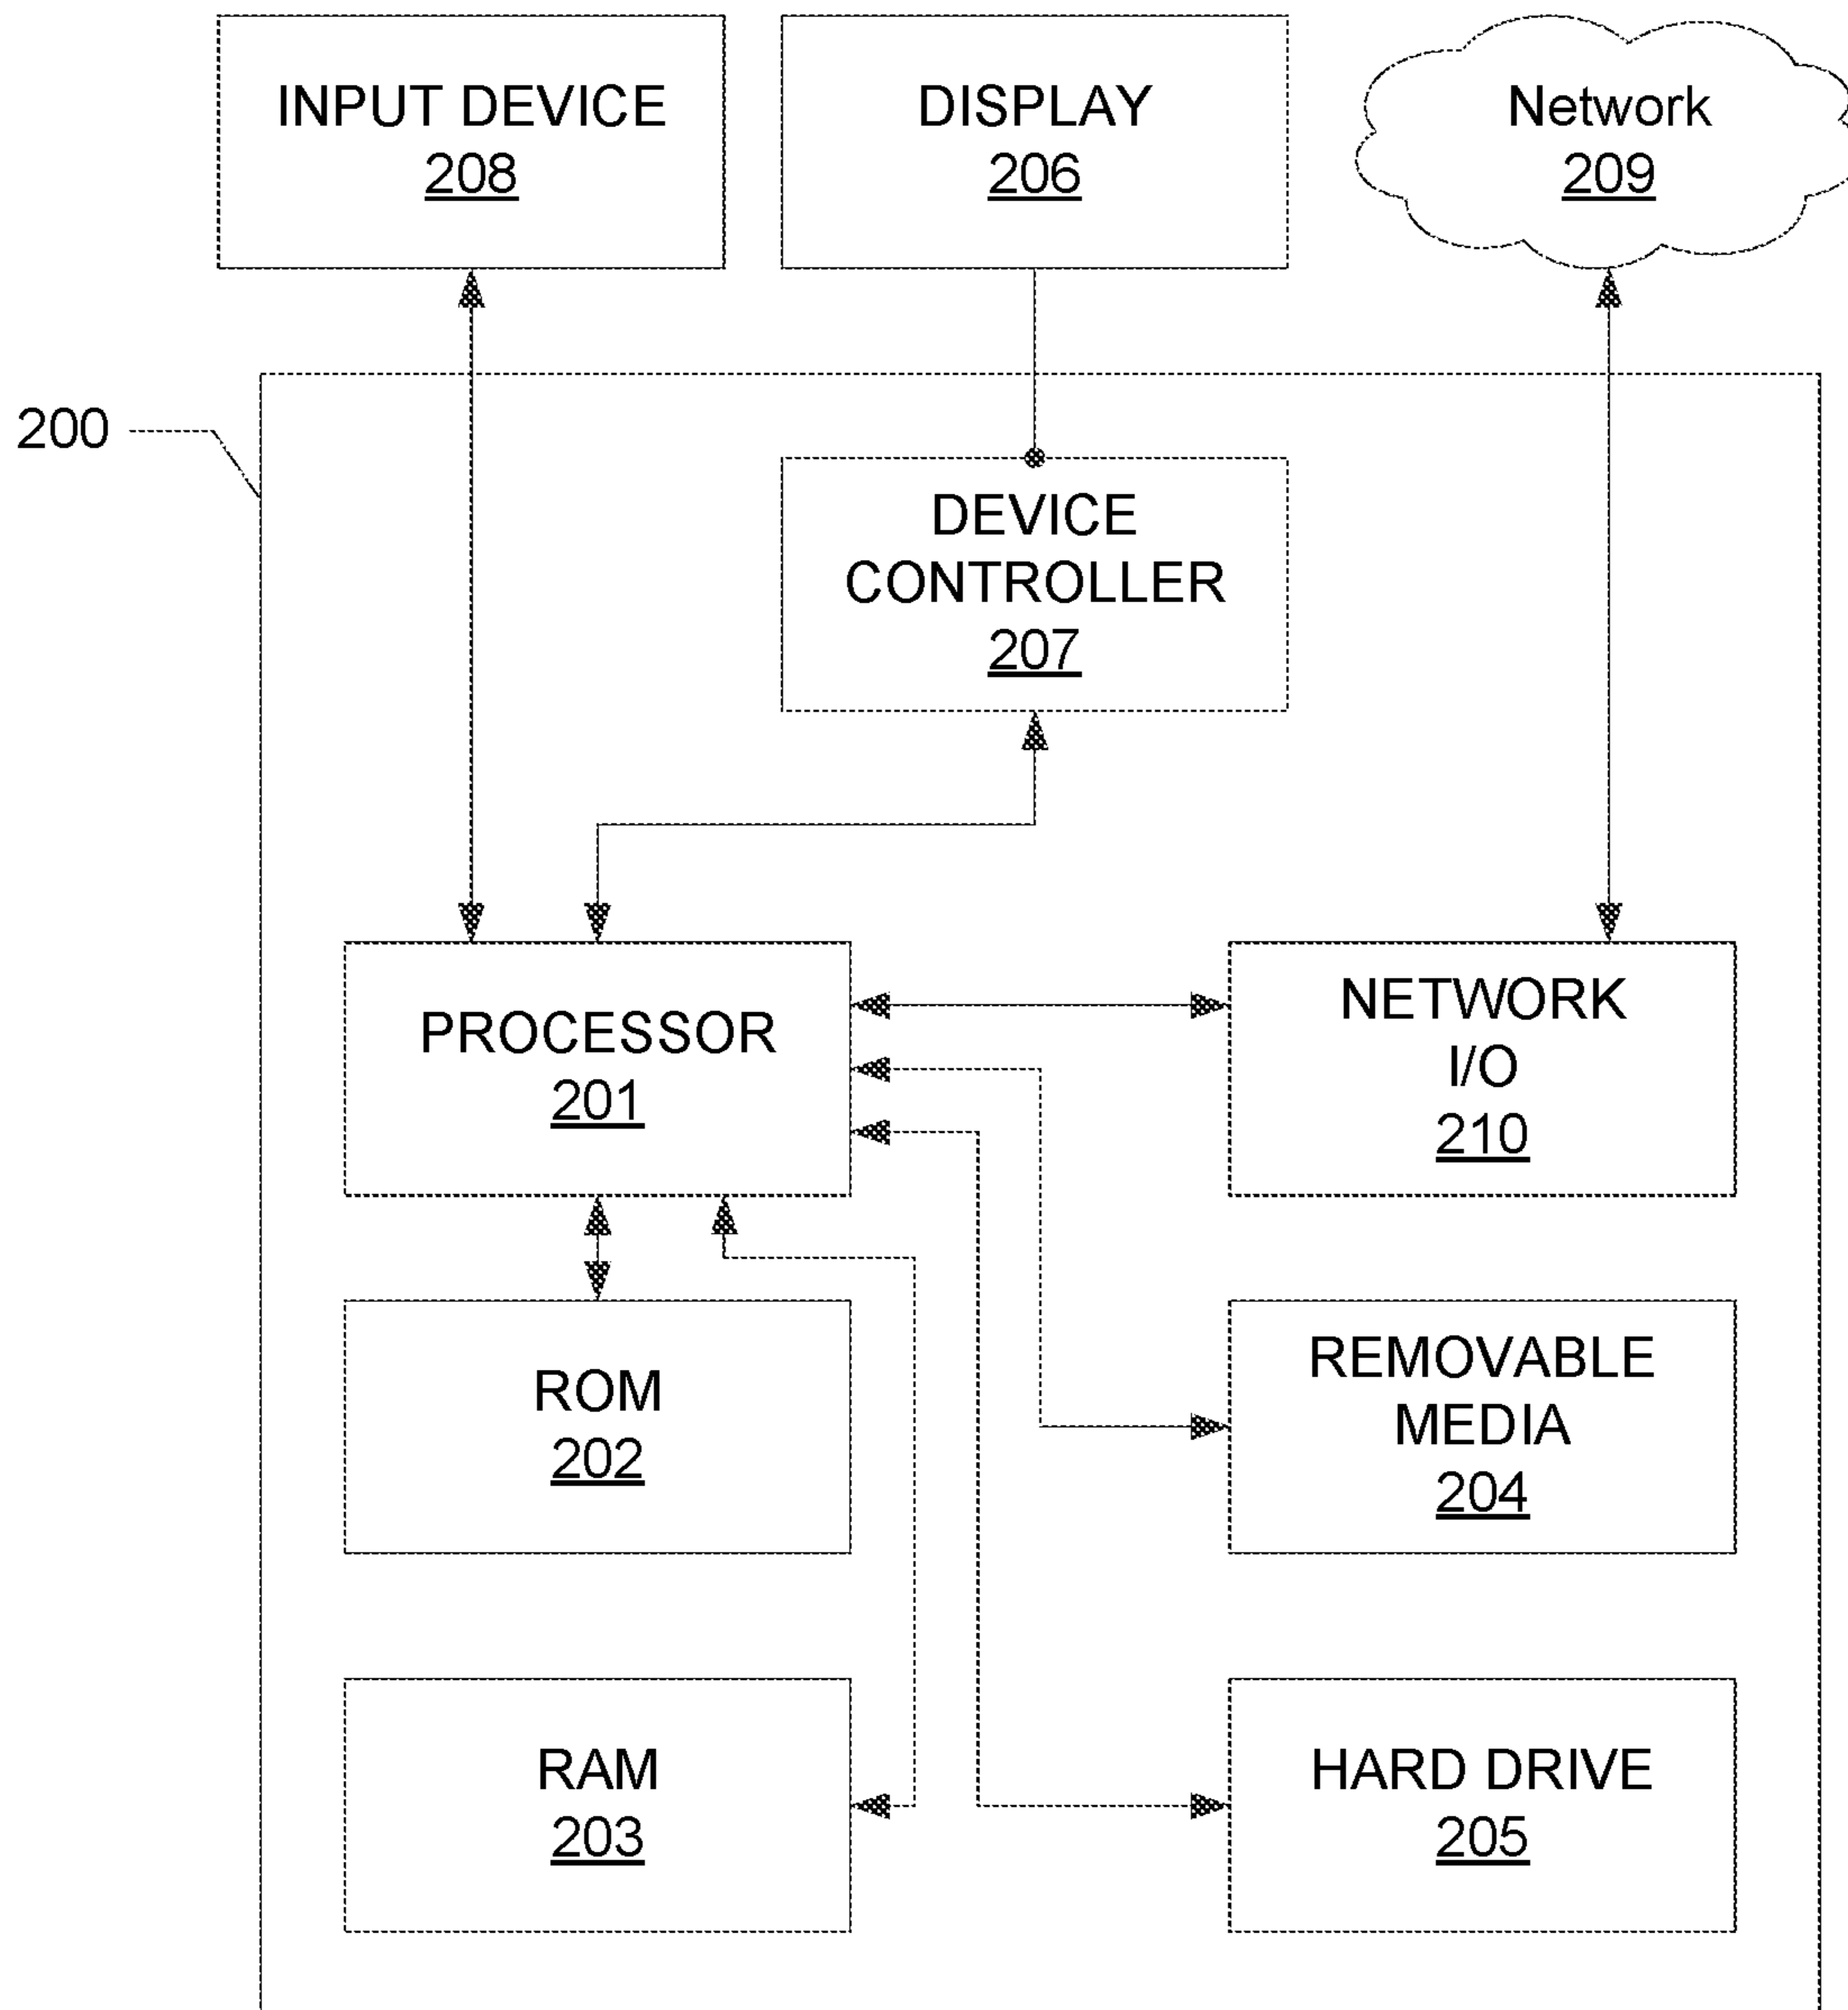 INPUT DEVICE
208
DISPLAY
206
Network
209
200
DEVICE
CONTROLLER
207
PROCESSOR
201
NETWORK
I/O
210
ROM
202
REMOVABLE
MEDIA
204
RAM
203
HARD DRIVE
205